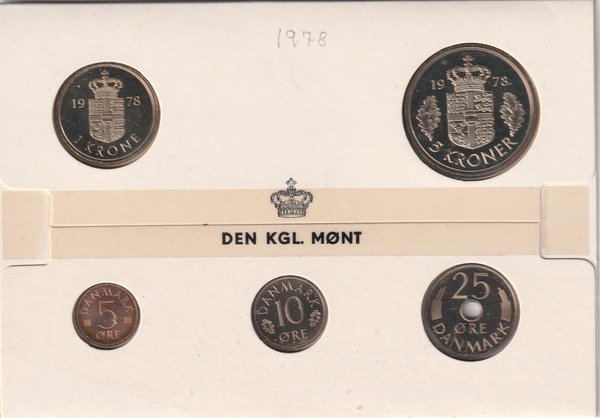 1978
19 78
1 KRONE
19 78
5 KRONER
DEN KGL. MØNT
DANMARK
5
ØRE
DANMARK
10
ØRE
25
ØRE
DANMARK